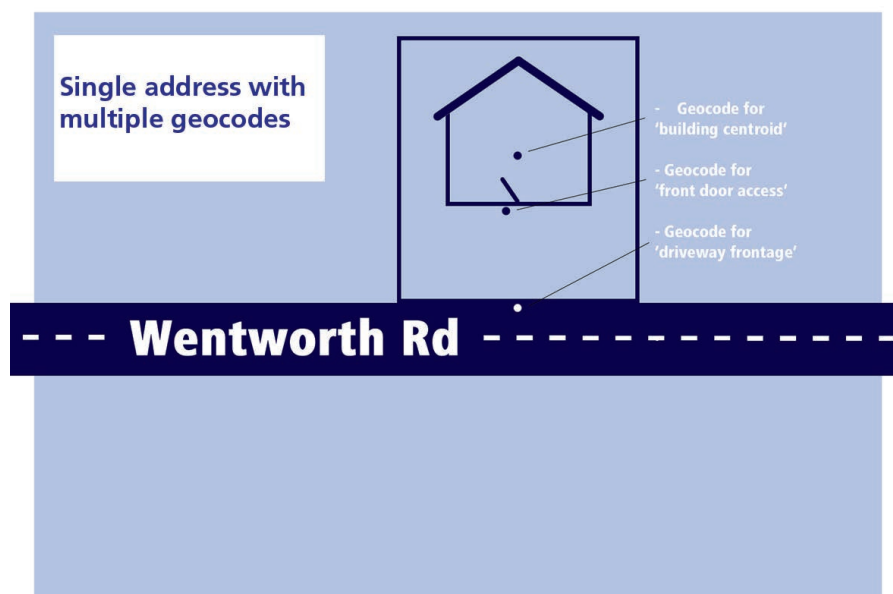 Single address with
multiple geocodes
- Geocode for
‘building centroid’
- Geocode for
‘front door access’
- Geocode for
‘driveway frontage’
Wentworth Rd